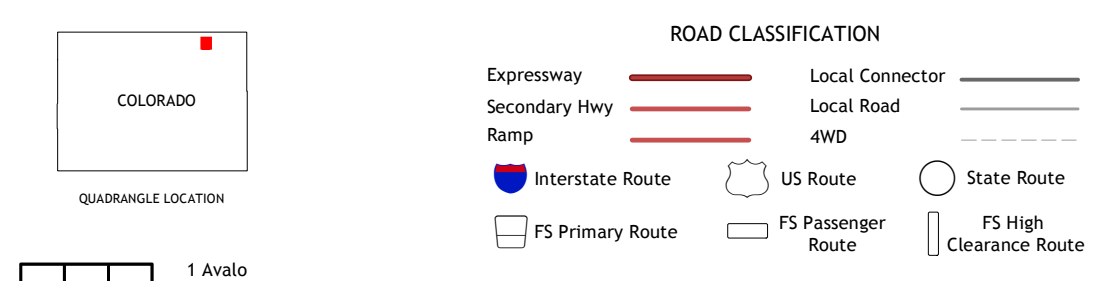 COLORADO
QUADRANGLE LOCATION
1 Avalo
ROAD CLASSIFICATION
Expressway
Secondary Hwy
Ramp
Local Connector
Local Road
4WD
Interstate Route
US Route
State Route
FS Primary Route
FS Passenger
Route
FS High
Clearance Route